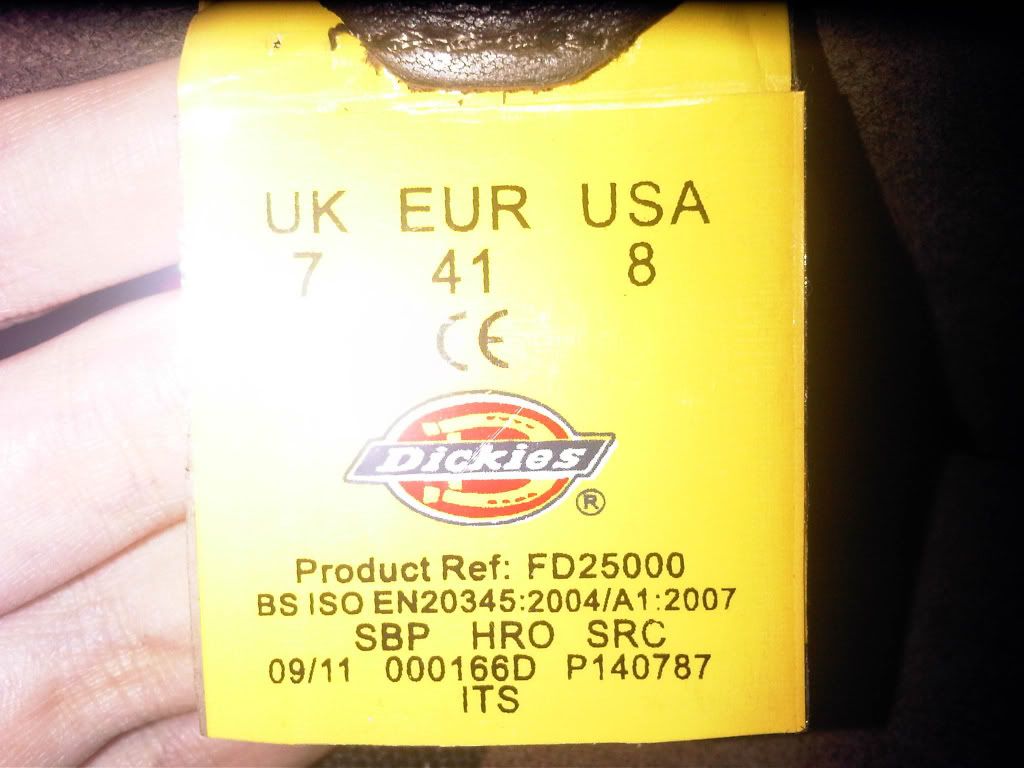 UK EUR USA
7 41 8
CE
Dickies
®
Product Ref: FD25000
BS ISO EN20345:2004/A1:2007
SBP HRO SRC
09/11 000166D P140787
ITS